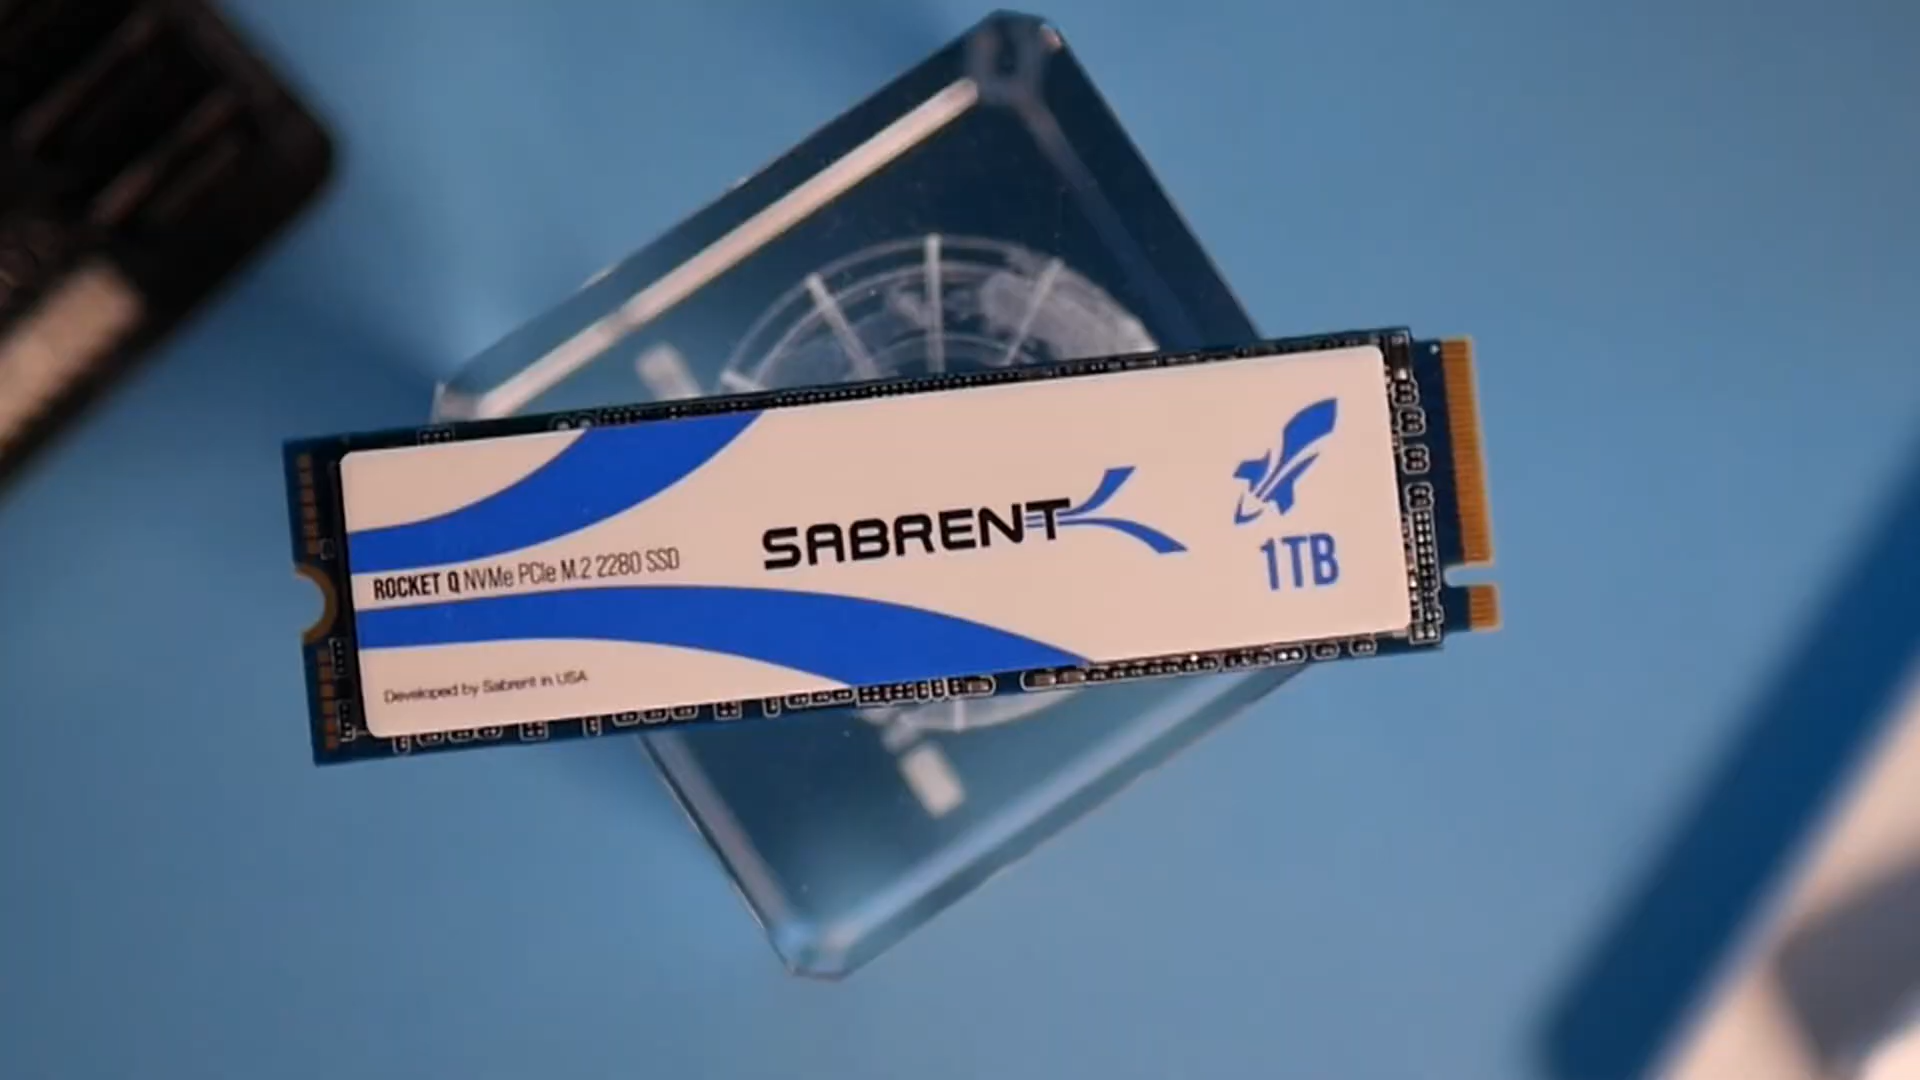 SABRENT
1TB
ROCKET Q NVMe PCIe M.2 2280 SSD
Developed by Sabrent in USA